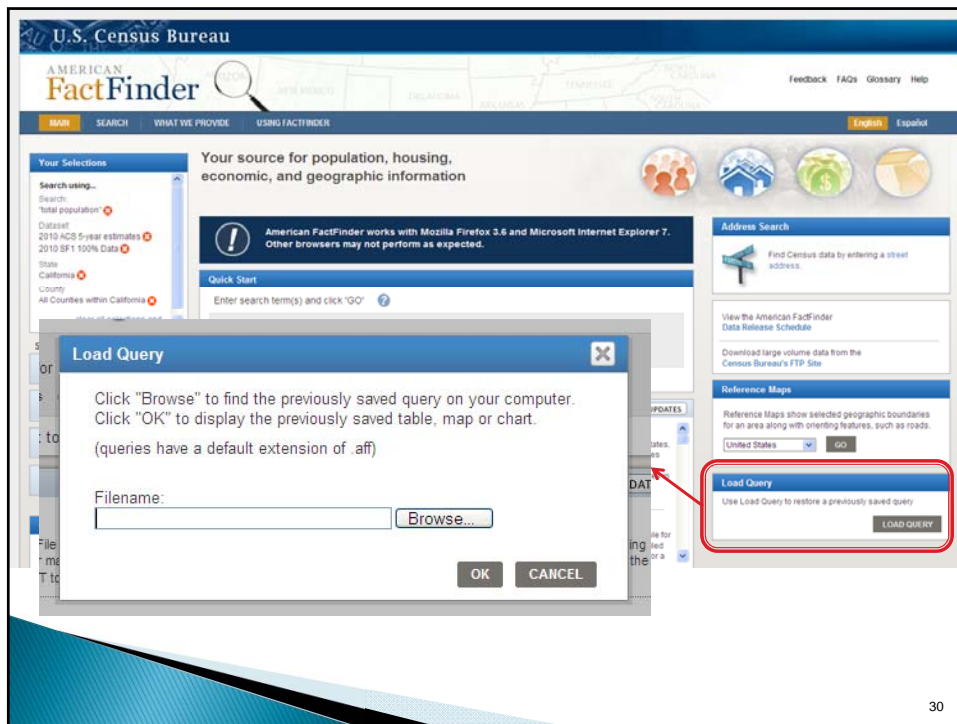 U.S. Census Bureau
AMERICAN
FactFinder
Feedback FAQs Glossary Help
MAIN SEARCH WHAT WE PROVIDE USING FACTFINDER
English Español
Your Selections
Search using...
Search:
"total population"
Dataset
2010 ACS 5-year estimates
2010 SF1 100% Data
State
California
County
All Counties within California
Your source for population, housing,
economic, and geographic information
American FactFinder works with Mozilla Firefox 3.6 and Microsoft Internet Explorer 7.
Other browsers may not perform as expected.
Quick Start
Enter search term(s) and click 'GO'
Address Search
Find Census data by entering a street
address.
View the American FactFinder
Data Release Schedule
Download large volume data from the
Census Bureau's FTP Site
Reference Maps
Reference Maps show selected geographic boundaries
for an area along with orienting features, such as roads.
United States GO
Load Query
Use Load Query to restore a previously saved query
LOAD QUERY
Load Query
Click "Browse" to find the previously saved query on your computer.
Click "OK" to display the previously saved table, map or chart.
(queries have a default extension of .aff)
Filename:
Browse...
OK CANCEL
30